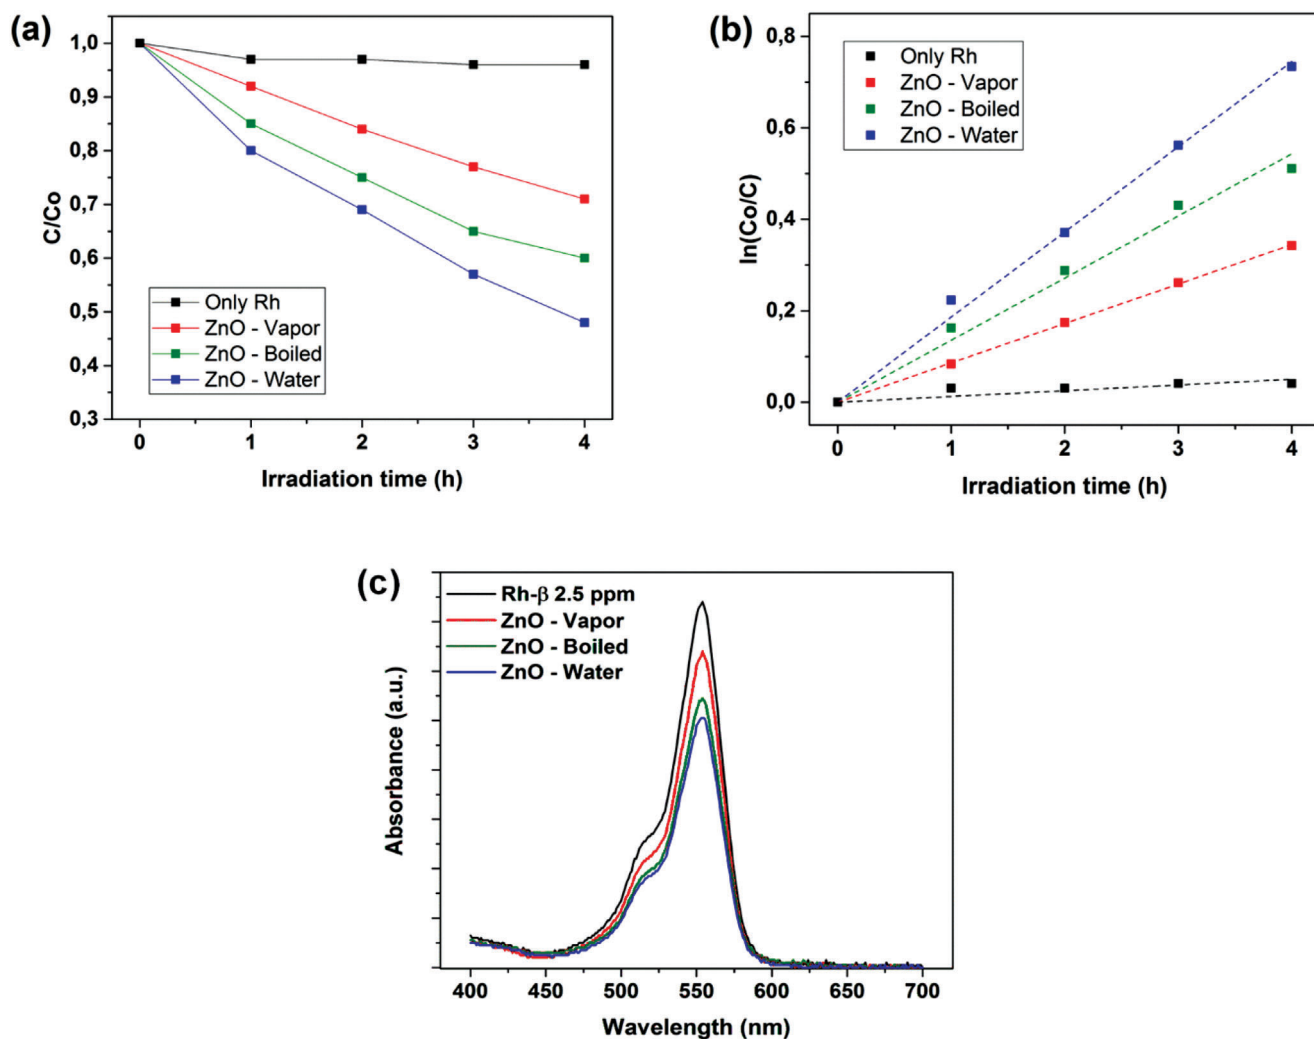 (a)
1,0
0,9
0,8
0,7
0,6
0,5
0,4
0,3
C/Co
Only Rh
ZnO - Vapor
ZnO - Boiled
ZnO - Water
0 1 2 3 4
Irradiation time (h)
(b)
0,8
0,6
0,4
0,2
0,0
ln(Co/C)
Only Rh
ZnO - Vapor
ZnO - Boiled
ZnO - Water
0 1 2 3 4
Irradiation time (h)
(c)
Rh-β 2.5 ppm
ZnO - Vapor
ZnO - Boiled
ZnO - Water
Absorbance (a.u.)
400 450 500 550 600 650 700
Wavelength (nm)